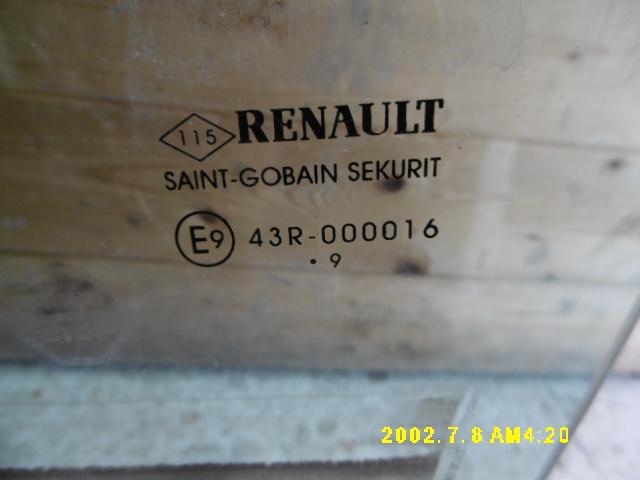 115 RENAULT
SAINT-GOBAIN SEKURIT
E9 43R-000016
. 9
2002. 7. 8 AM4:20